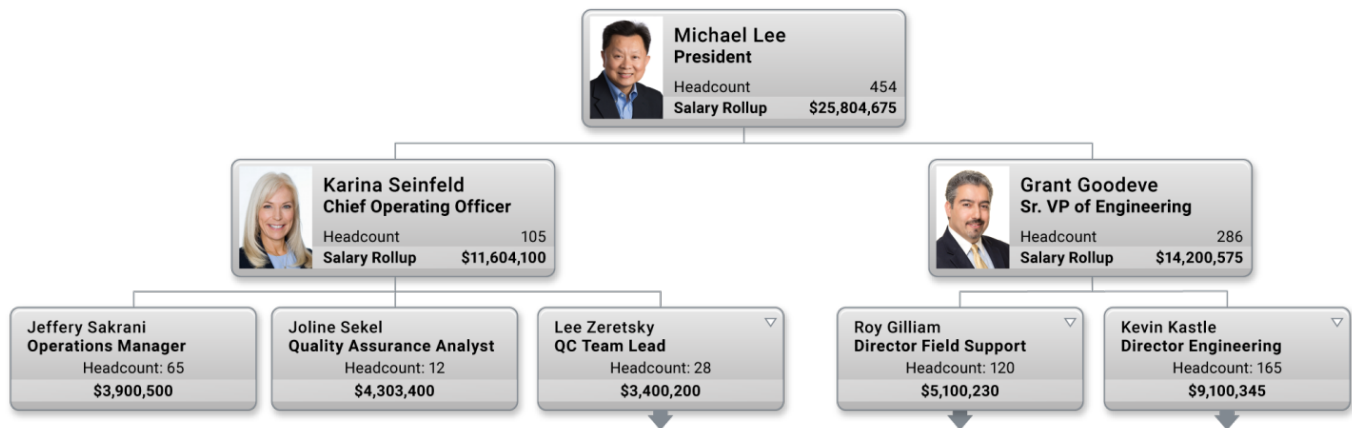 Michael Lee
President
Headcount 454
Salary Rollup $25,804,675
Karina Seinfeld
Chief Operating Officer
Headcount 105
Salary Rollup $11,604,100
Grant Goodeve
Sr. VP of Engineering
Headcount 286
Salary Rollup $14,200,575
Jeffery Sakrani
Operations Manager
Headcount: 65
$3,900,500
Joline Sekel
Quality Assurance Analyst
Headcount: 12
$4,303,400
Lee Zeretsky
QC Team Lead
Headcount: 28
$3,400,200
Roy Gilliam
Director Field Support
Headcount: 120
$5,100,230
Kevin Kastle
Director Engineering
Headcount: 165
$9,100,345